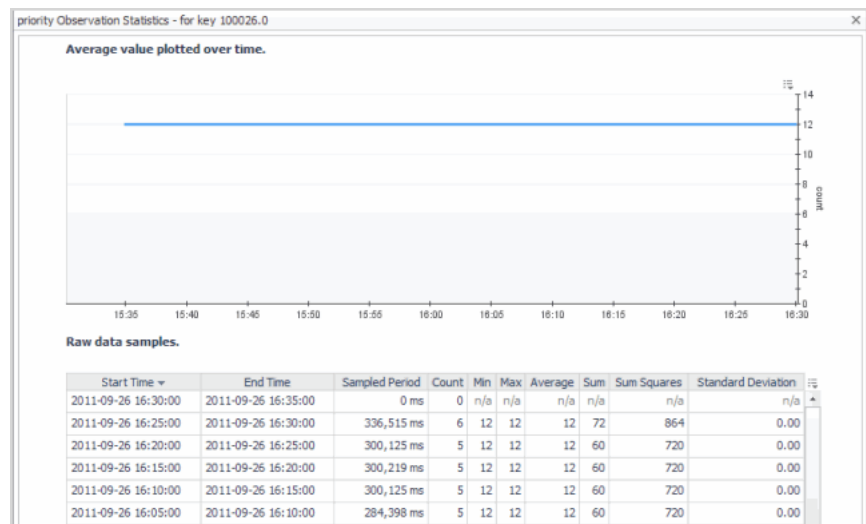 priority Observation Statistics - for key 100026.0
Average value plotted over time.
14
12
10
8
6
4
2
0
count
15:35 15:40 15:45 15:50 15:55 16:00 16:05 16:10 16:15 16:20 16:25 16:30
Raw data samples.
Start Time End Time Sampled Period Count Min Max Average Sum Sum Squares Standard Deviation
2011-09-26 16:30:00 2011-09-26 16:35:00 0 ms 0 n/a n/a n/a n/a n/a n/a
2011-09-26 16:25:00 2011-09-26 16:30:00 336,515 ms 6 12 12 12 72 864 0.00
2011-09-26 16:20:00 2011-09-26 16:25:00 300,125 ms 5 12 12 12 60 720 0.00
2011-09-26 16:15:00 2011-09-26 16:20:00 300,219 ms 5 12 12 12 60 720 0.00
2011-09-26 16:10:00 2011-09-26 16:15:00 300,125 ms 5 12 12 12 60 720 0.00
2011-09-26 16:05:00 2011-09-26 16:10:00 284,398 ms 5 12 12 12 60 720 0.00